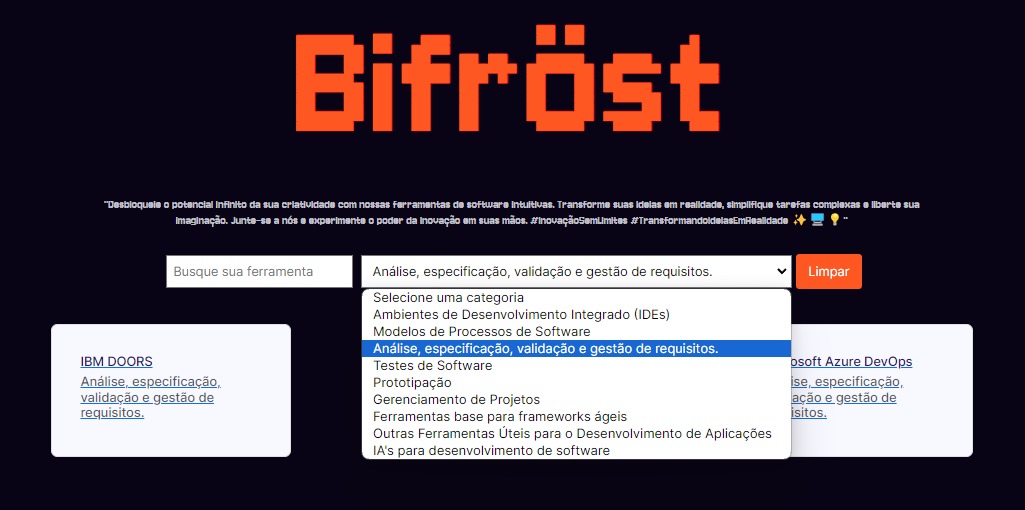 Bifröst
"Desbloqueie o potencial infinito da sua criatividade com nossas ferramentas de software intuitivas. Transforme suas ideias em realidade, simplifique tarefas complexas e liberte sua
imaginação. Junte-se a nós e experimente o poder da inovação em suas mãos. #InovaçãoSemLimites #TransformandoIdeiasEmRealidade ✨ 🖥️ 💡"
Busque sua ferramenta
Análise, especificação, validação e gestão de requisitos.
Limpar
Selecione uma categoria
Ambientes de Desenvolvimento Integrado (IDEs)
Modelos de Processos de Software
Análise, especificação, validação e gestão de requisitos.
Testes de Software
Prototipação
Gerenciamento de Projetos
Ferramentas base para frameworks ágeis
Outras Ferramentas Úteis para o Desenvolvimento de Aplicações
IA's para desenvolvimento de software
IBM DOORS
Análise, especificação,
validação e gestão de
requisitos.
osoft Azure DevOps
ise, especificação,
ação e gestão de
isitos.